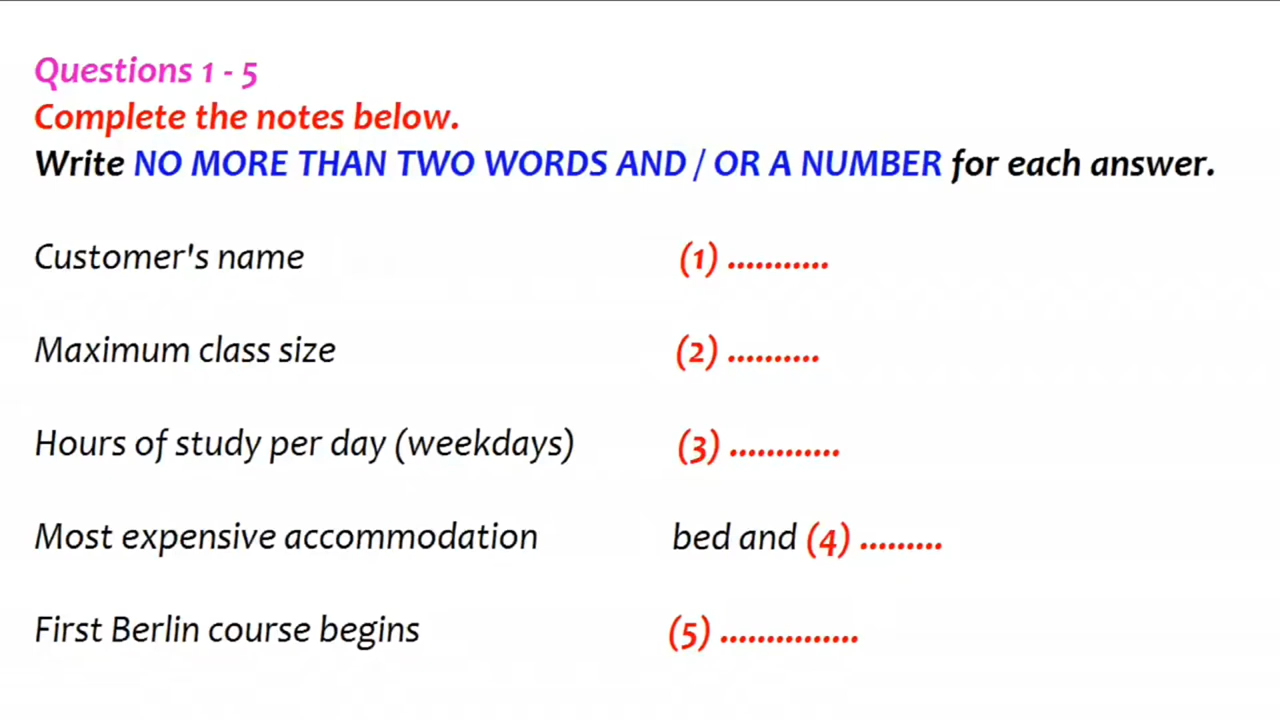 Questions 1 - 5
Complete the notes below.
Write NO MORE THAN TWO WORDS AND / OR A NUMBER for each answer.
Customer's name (1) ...........
Maximum class size (2) ..........
Hours of study per day (weekdays) (3) ............
Most expensive accommodation bed and (4) .........
First Berlin course begins (5) ...............